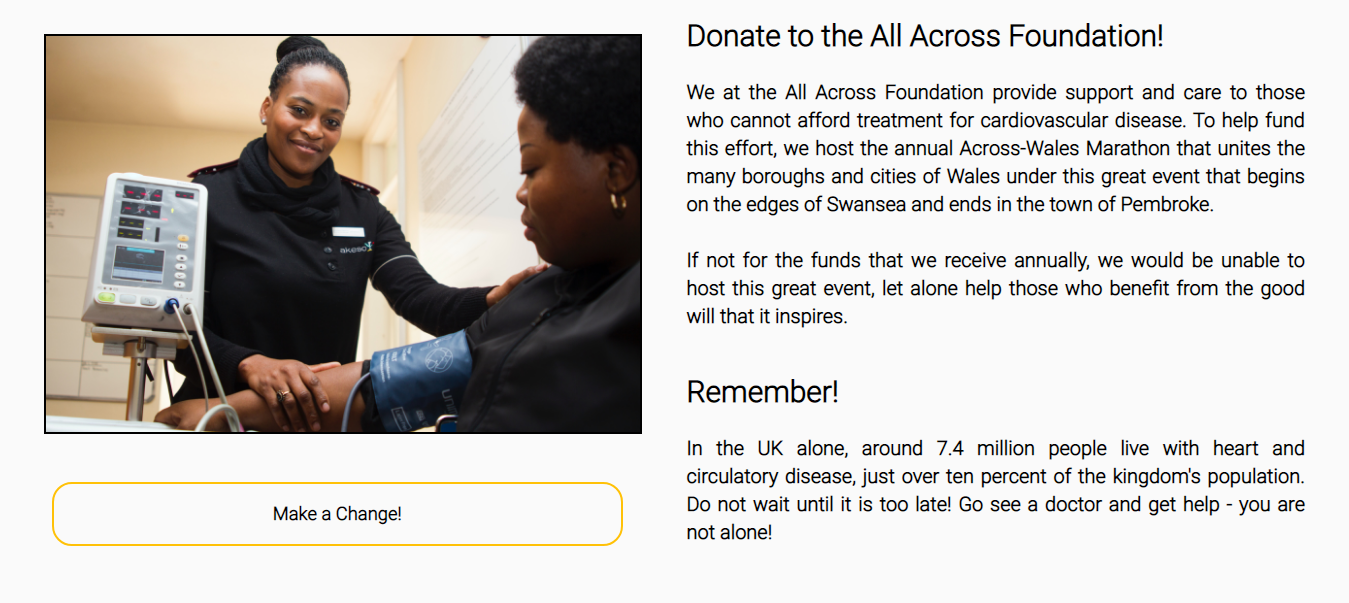 Donate to the All Across Foundation!
We at the All Across Foundation provide support and care to those
who cannot afford treatment for cardiovascular disease. To help fund
this effort, we host the annual Across-Wales Marathon that unites the
many boroughs and cities of Wales under this great event that begins
on the edges of Swansea and ends in the town of Pembroke.
If not for the funds that we receive annually, we would be unable to
host this great event, let alone help those who benefit from the good
will that it inspires.
Remember!
In the UK alone, around 7.4 million people live with heart and
circulatory disease, just over ten percent of the kingdom's population.
Do not wait until it is too late! Go see a doctor and get help - you are
not alone!
Make a Change!